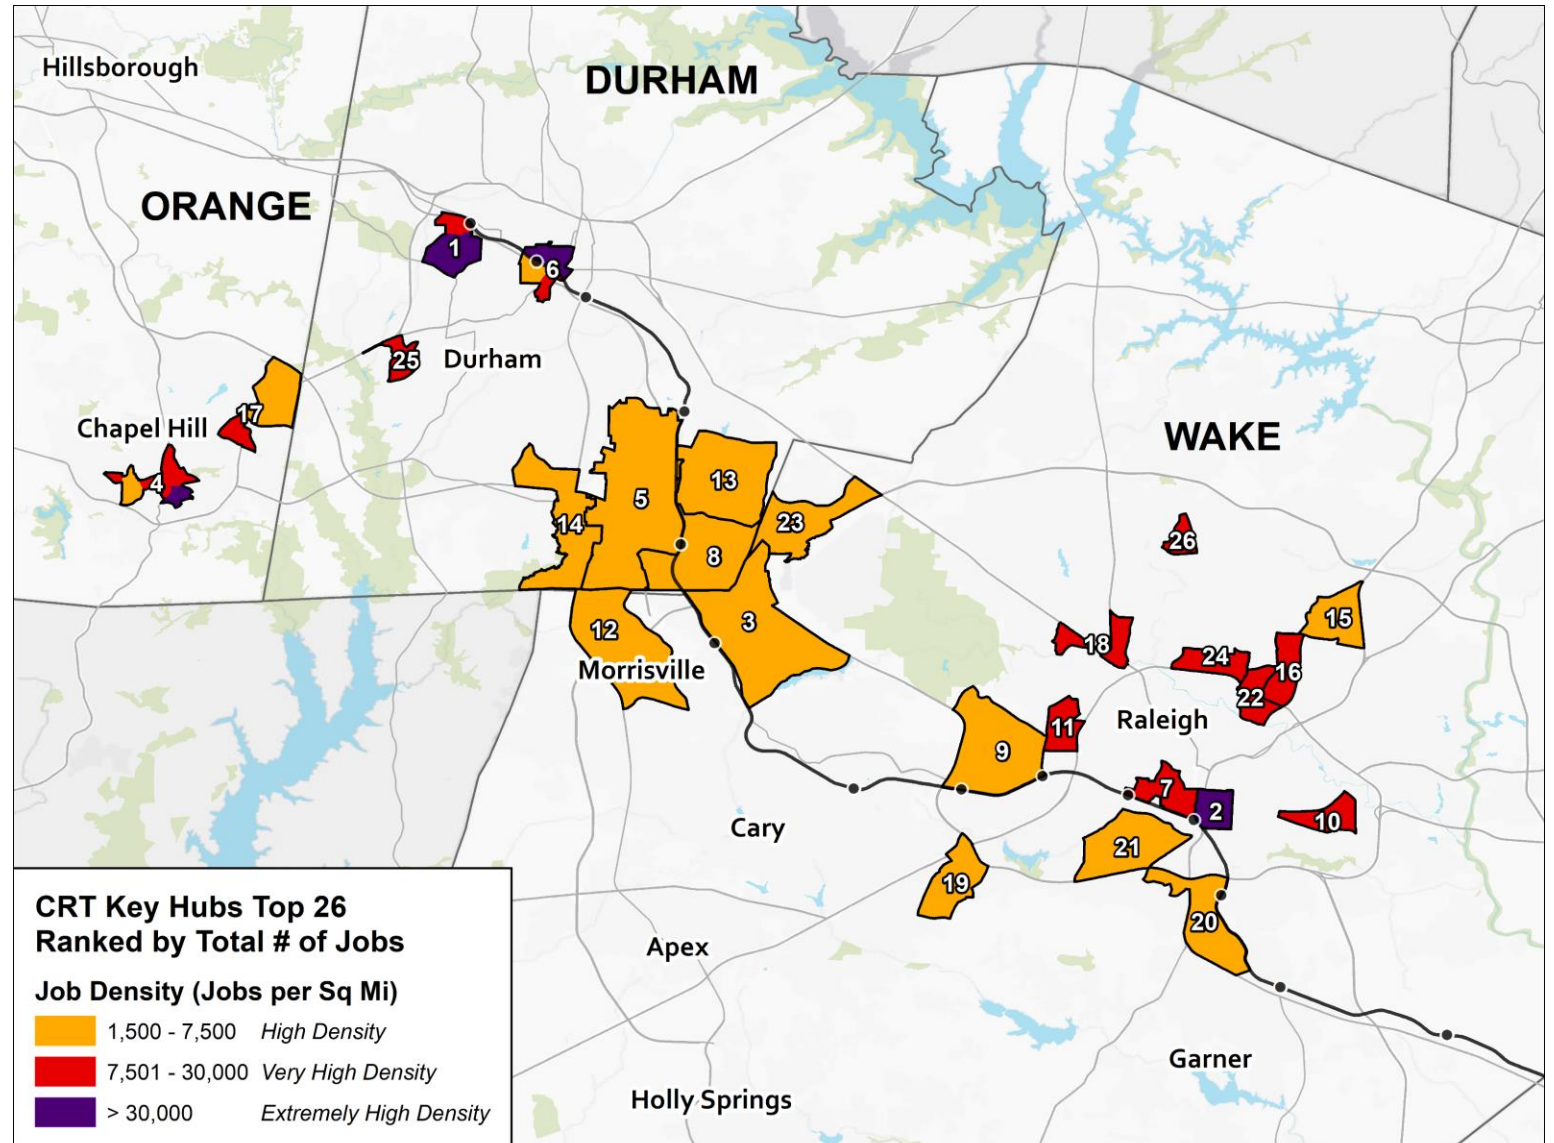 Hillsborough
DURHAM
ORANGE
1
6
25
Durham
17
Chapel Hill
4
WAKE
13
5
14
23
8
26
12
3
15
Morrisville
18
24
16
22
Raleigh
11
9
7
2
10
Cary
21
19
20
Apex
Garner
Holly Springs
CRT Key Hubs Top 26
Ranked by Total # of Jobs
Job Density (Jobs per Sq Mi)
1,500 - 7,500 High Density
7,501 - 30,000 Very High Density
> 30,000 Extremely High Density